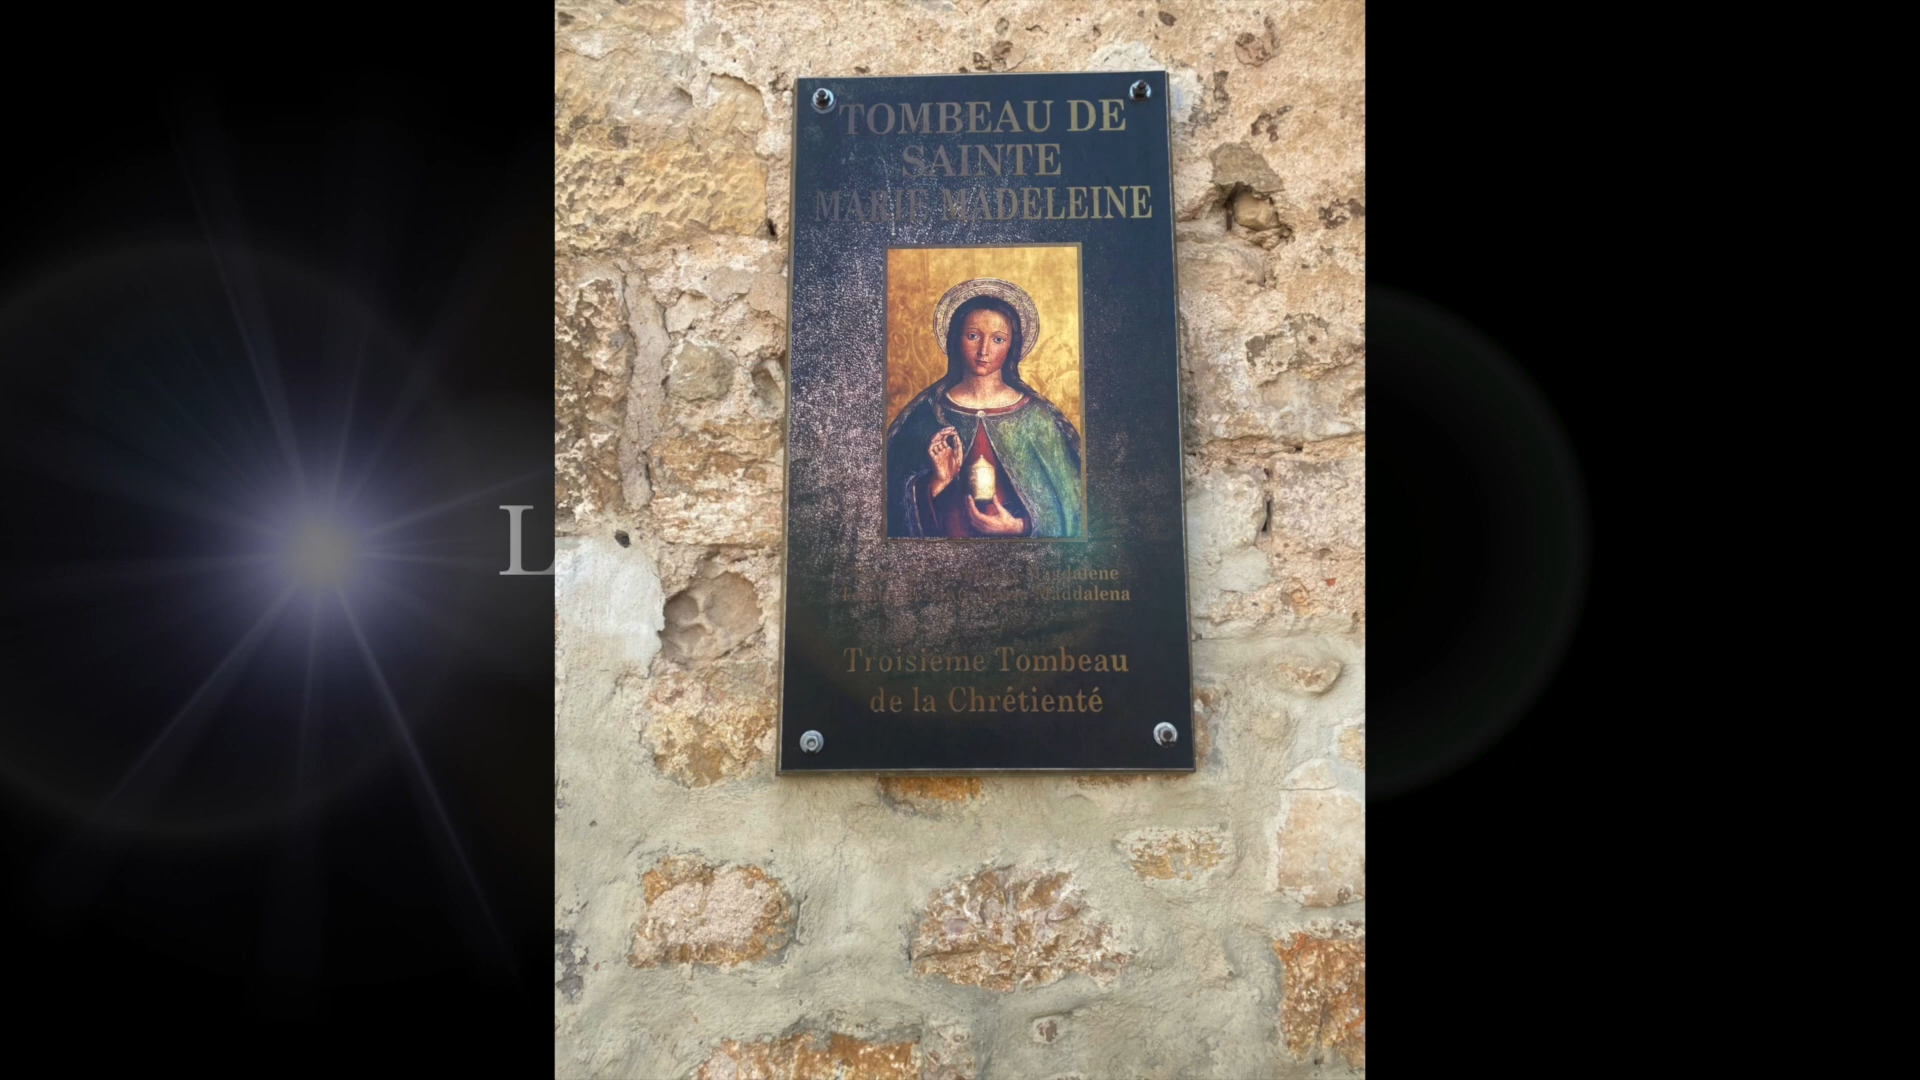 TOMBEAU DE
SAINTE
MARIE MADELEINE
L
Magdalene
Maria Maddalena
Troisième Tombeau
de la Chrétienté